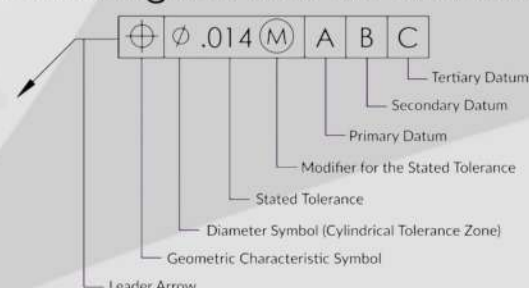 ⌖ ⌀ .014 Ⓜ A B C
Tertiary Datum
Secondary Datum
Primary Datum
Modifier for the Stated Tolerance
Stated Tolerance
Diameter Symbol (Cylindrical Tolerance Zone)
Geometric Characteristic Symbol
Leader Arrow